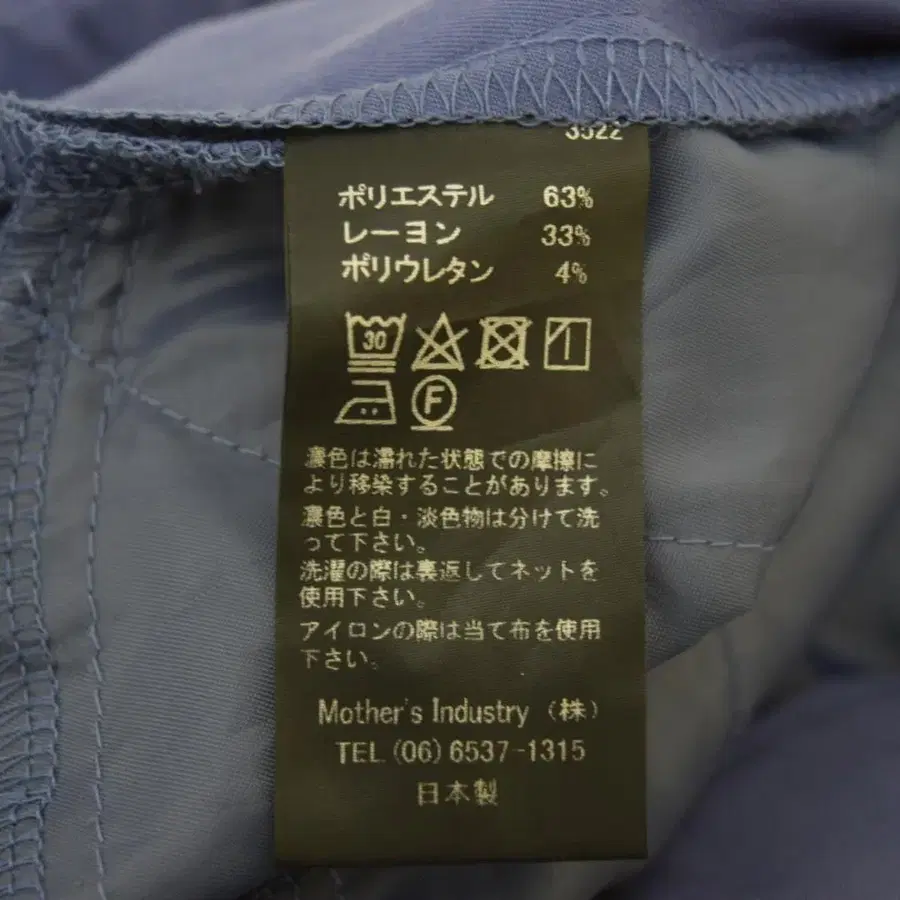 3522
ポリエステル 63%
レーヨン 33%
ポリウレタン 4%
30
F
濃色は濡れた状態での摩擦に
より移染することがあります。
濃色と白・淡色物は分けて洗
って下さい。
洗濯の際は裏返してネットを
使用下さい。
アイロンの際は当て布を使用
下さい。
Mother's Industry (株)
TEL (06) 6537-1315
日本製